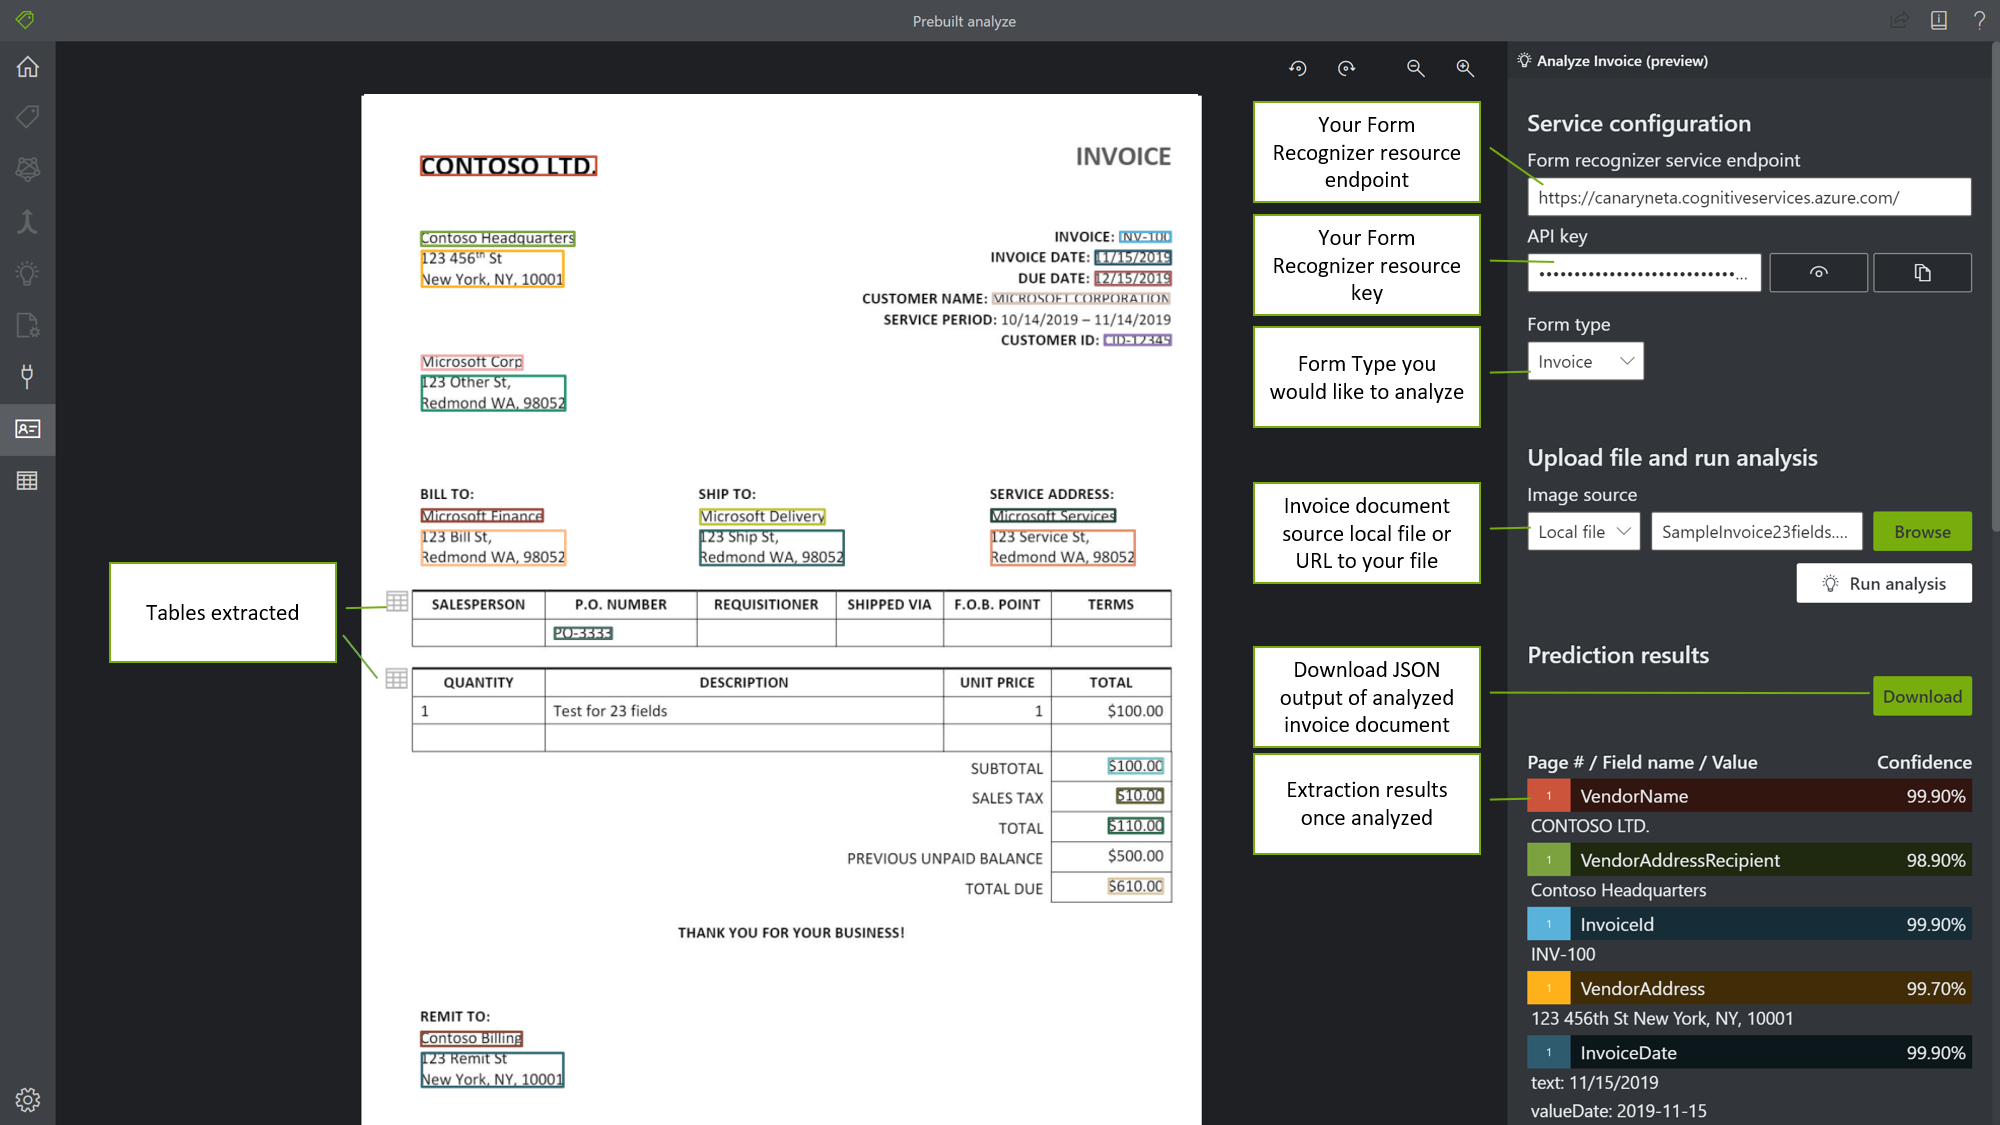 Prebuilt analyze
Analyze Invoice (preview)
CONTOSO LTD.
INVOICE
Contoso Headquarters
123 456th St
New York, NY, 10001
INVOICE: INV-100
INVOICE DATE: 11/15/2019
DUE DATE: 12/15/2019
CUSTOMER NAME: MICROSOFT CORPORATION
SERVICE PERIOD: 10/14/2019 – 11/14/2019
CUSTOMER ID: CID-12345
Microsoft Corp
123 Other St,
Redmond WA, 98052
BILL TO:
Microsoft Finance
123 Bill St,
Redmond WA, 98052
SHIP TO:
Microsoft Delivery
123 Ship St,
Redmond WA, 98052
SERVICE ADDRESS:
Microsoft Services
123 Service St,
Redmond WA, 98052
Tables extracted
SALESPERSON P.O. NUMBER REQUISITIONER SHIPPED VIA F.O.B. POINT TERMS
PO-3333
QUANTITY DESCRIPTION UNIT PRICE TOTAL
1 Test for 23 fields 1 $100.00
SUBTOTAL $100.00
SALES TAX $10.00
TOTAL $110.00
PREVIOUS UNPAID BALANCE $500.00
TOTAL DUE $610.00
THANK YOU FOR YOUR BUSINESS!
REMIT TO:
Contoso Billing
123 Remit St
New York, NY, 10001
Your Form
Recognizer resource
endpoint
Your Form
Recognizer resource
key
Form Type you
would like to analyze
Invoice document
source local file or
URL to your file
Download JSON
output of analyzed
invoice document
Extraction results
once analyzed
Service configuration
Form recognizer service endpoint
https://canaryneta.cognitiveservices.azure.com/
API key
Form type
Invoice
Upload file and run analysis
Image source
Local file SampleInvoice23fields.... Browse
Run analysis
Prediction results
Download
Page # / Field name / Value Confidence
1 VendorName 99.90%
CONTOSO LTD.
1 VendorAddressRecipient 98.90%
Contoso Headquarters
1 InvoiceId 99.90%
INV-100
1 VendorAddress 99.70%
123 456th St New York, NY, 10001
1 InvoiceDate 99.90%
text: 11/15/2019
valueDate: 2019-11-15